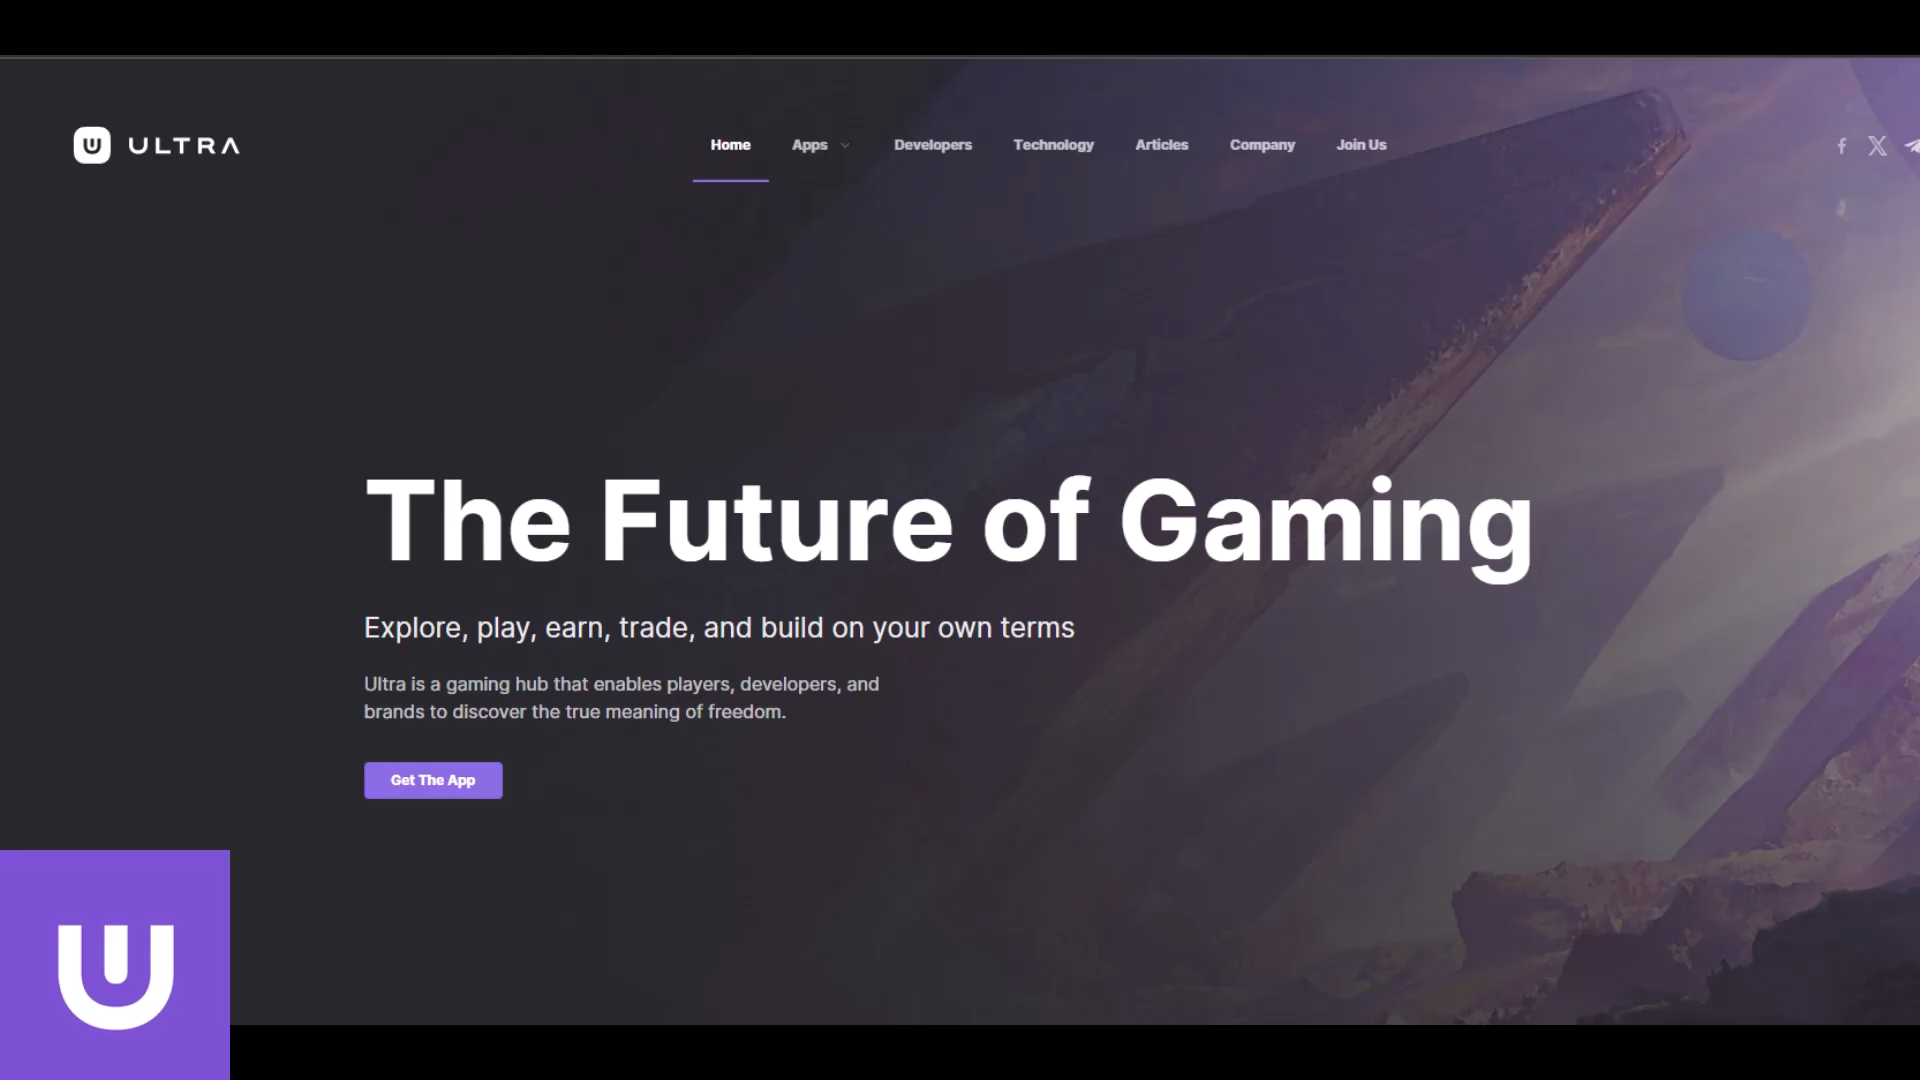 ULTRA
Home Apps Developers Technology Articles Company Join Us
The Future of Gaming
Explore, play, earn, trade, and build on your own terms
Ultra is a gaming hub that enables players, developers, and
brands to discover the true meaning of freedom.
Get The App